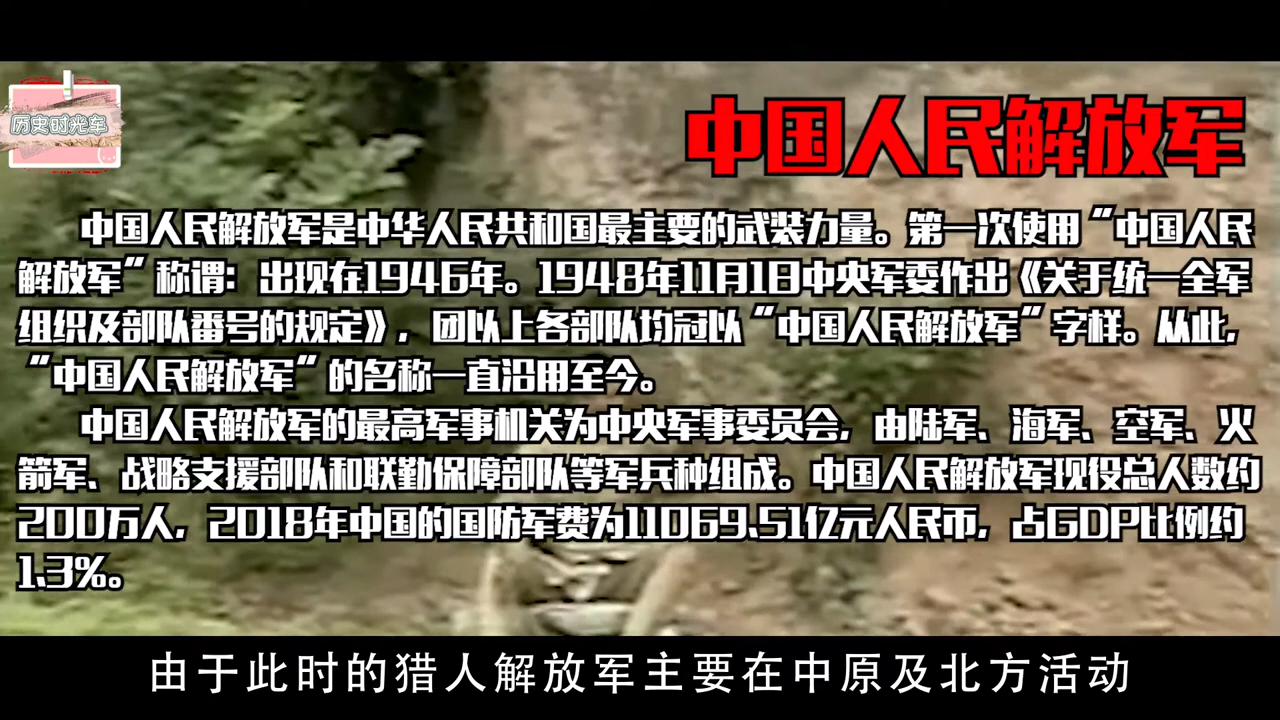 历史时光车
中国人民解放军
中国人民解放军是中华人民共和国最主要的武装力量。第一次使用“中国人民
解放军”称谓：出现在1946年。1948年11月1日中央军委作出《关于统一全军
组织及部队番号的规定》，团以上各部队均冠以“中国人民解放军”字样。从此，
“中国人民解放军”的名称一直沿用至今。
中国人民解放军的最高军事机关为中央军事委员会，由陆军、海军、空军、火
箭军、战略支援部队和联勤保障部队等军兵种组成。中国人民解放军现役总人数约
200万人，2018年中国的国防军费为11069.51亿元人民币，占GDP比例约
1.3%。
由于此时的猎人解放军主要在中原及北方活动